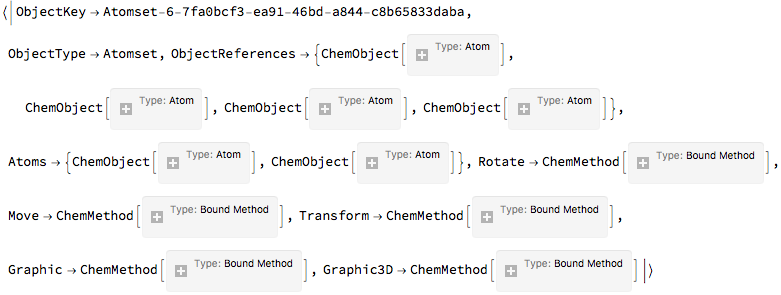 ⟨| ObjectKey → Atomset-6-7fa0bcf3-ea91-46bd-a844-c8b65833daba,
ObjectType → Atomset, ObjectReferences → {ChemObject[Type: Atom],
ChemObject[Type: Atom], ChemObject[Type: Atom], ChemObject[Type: Atom]},
Atoms → {ChemObject[Type: Atom], ChemObject[Type: Atom]}, Rotate → ChemMethod[Type: Bound Method],
Move → ChemMethod[Type: Bound Method], Transform → ChemMethod[Type: Bound Method],
Graphic → ChemMethod[Type: Bound Method], Graphic3D → ChemMethod[Type: Bound Method]|⟩